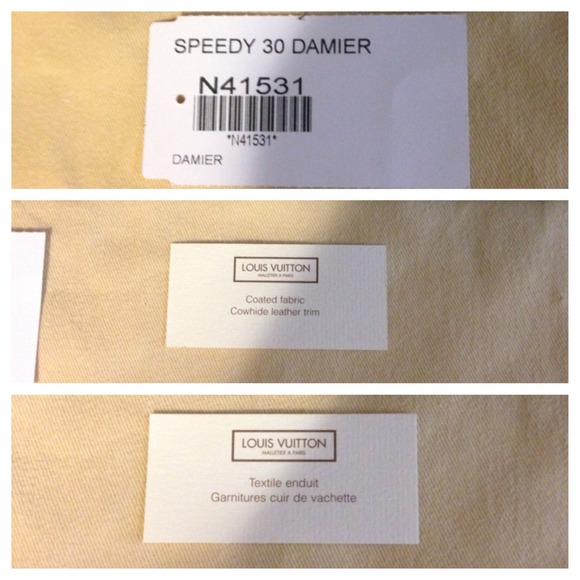 SPEEDY 30 DAMIER
N41531
*N41531*
DAMIER
LOUIS VUITTON
MALLETIER A PARIS
Coated fabric
Cowhide leather trim
LOUIS VUITTON
MALLETIER A PARIS
Textile enduit
Garnitures cuir de vachette